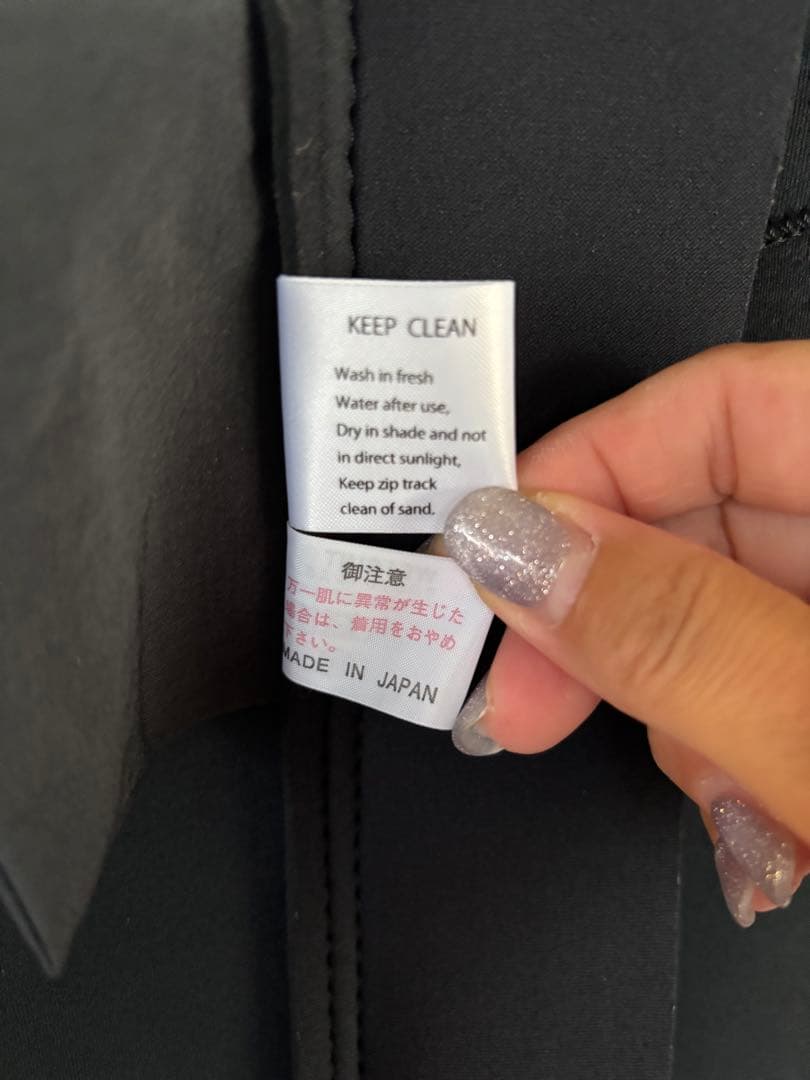 KEEP CLEAN
Wash in fresh
Water after use,
Dry in shade and not
in direct sunlight,
Keep zip track
clean of sand.
御注意
万一肌に異常が生じた
場合は、着用をおやめ
下さい。
MADE IN JAPAN